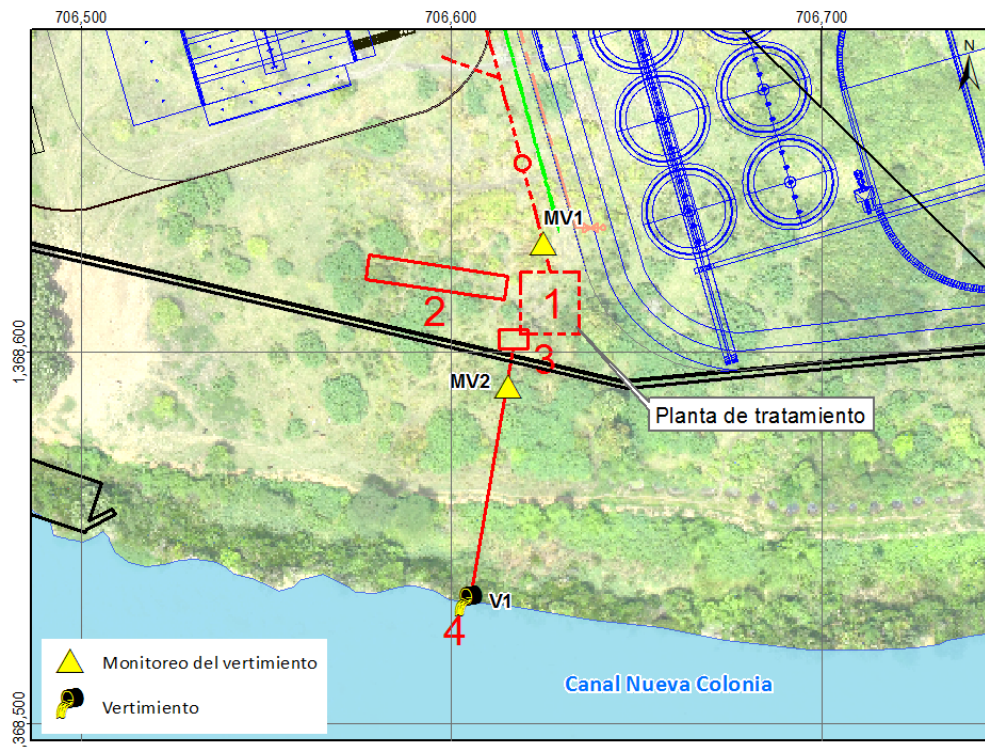 706,500 706,600 706,700
N
MV1
1
2
3
1,368,600
MV2
Planta de tratamiento
V1
4
Monitoreo del vertimiento
Canal Nueva Colonia
Vertimiento
,368,500